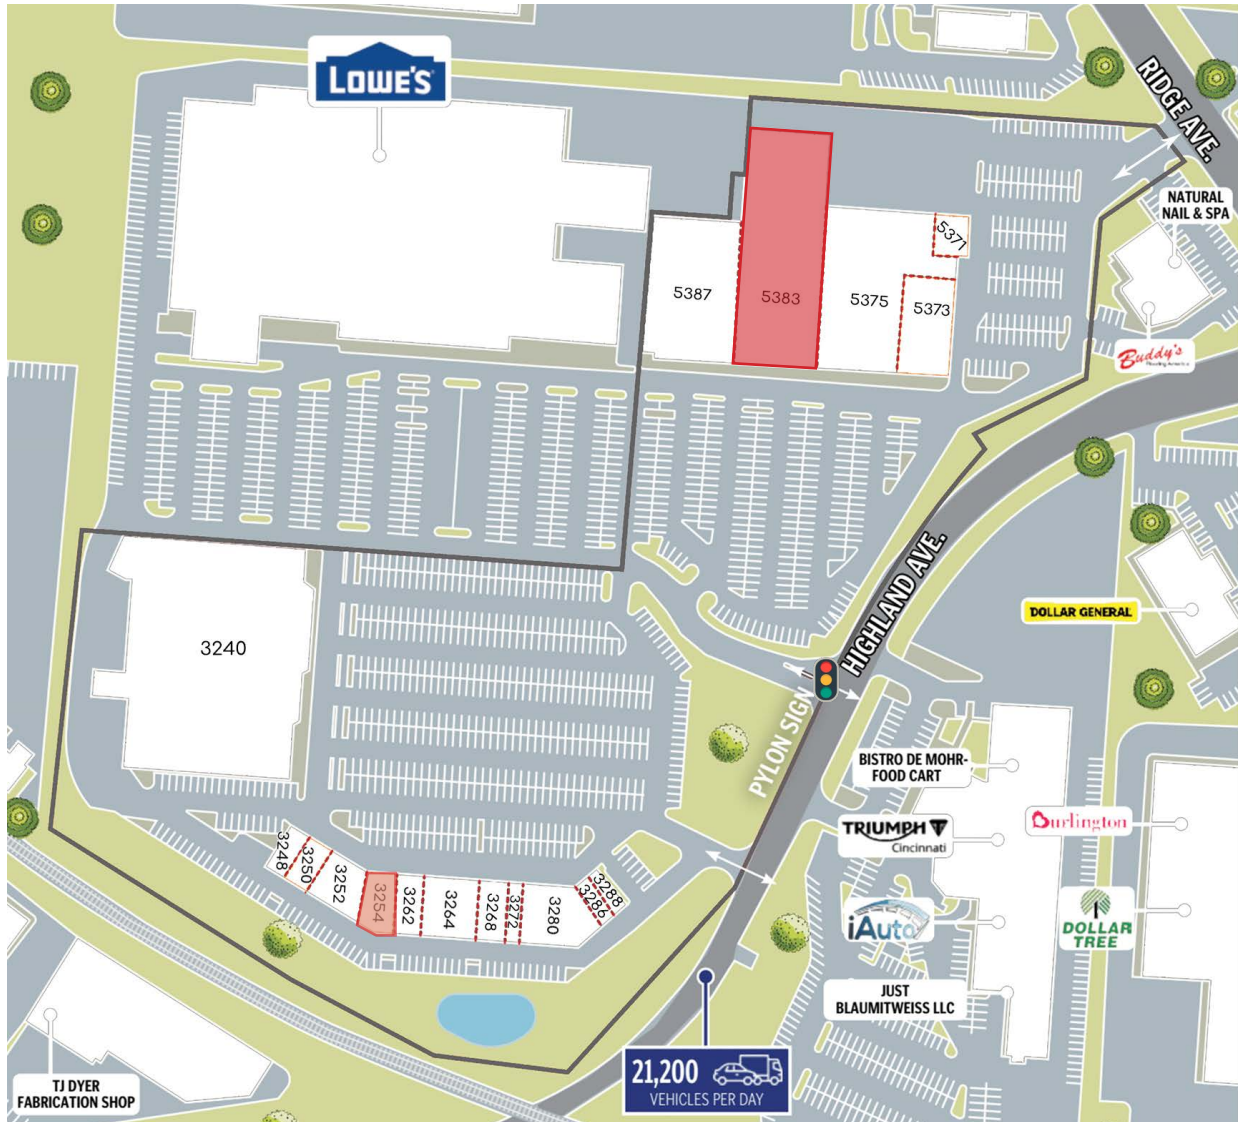 LOWE'S
RIDGE AVE.
NATURAL
NAIL & SPA
5371
5387
5383
5375
5373
Buddy's
HIGHLAND AVE.
DOLLAR GENERAL
3240
PYLON SIGN
BISTRO DE MOHR-
FOOD CART
TRIUMPH
Cincinnati
Burlington
3248
3250
3252
3254
3262
3264
3268
3272
3280
3286
3288
iAuto
DOLLAR
TREE
JUST
BLAUMITWEISS LLC
21,200
VEHICLES PER DAY
TJ DYER
FABRICATION SHOP